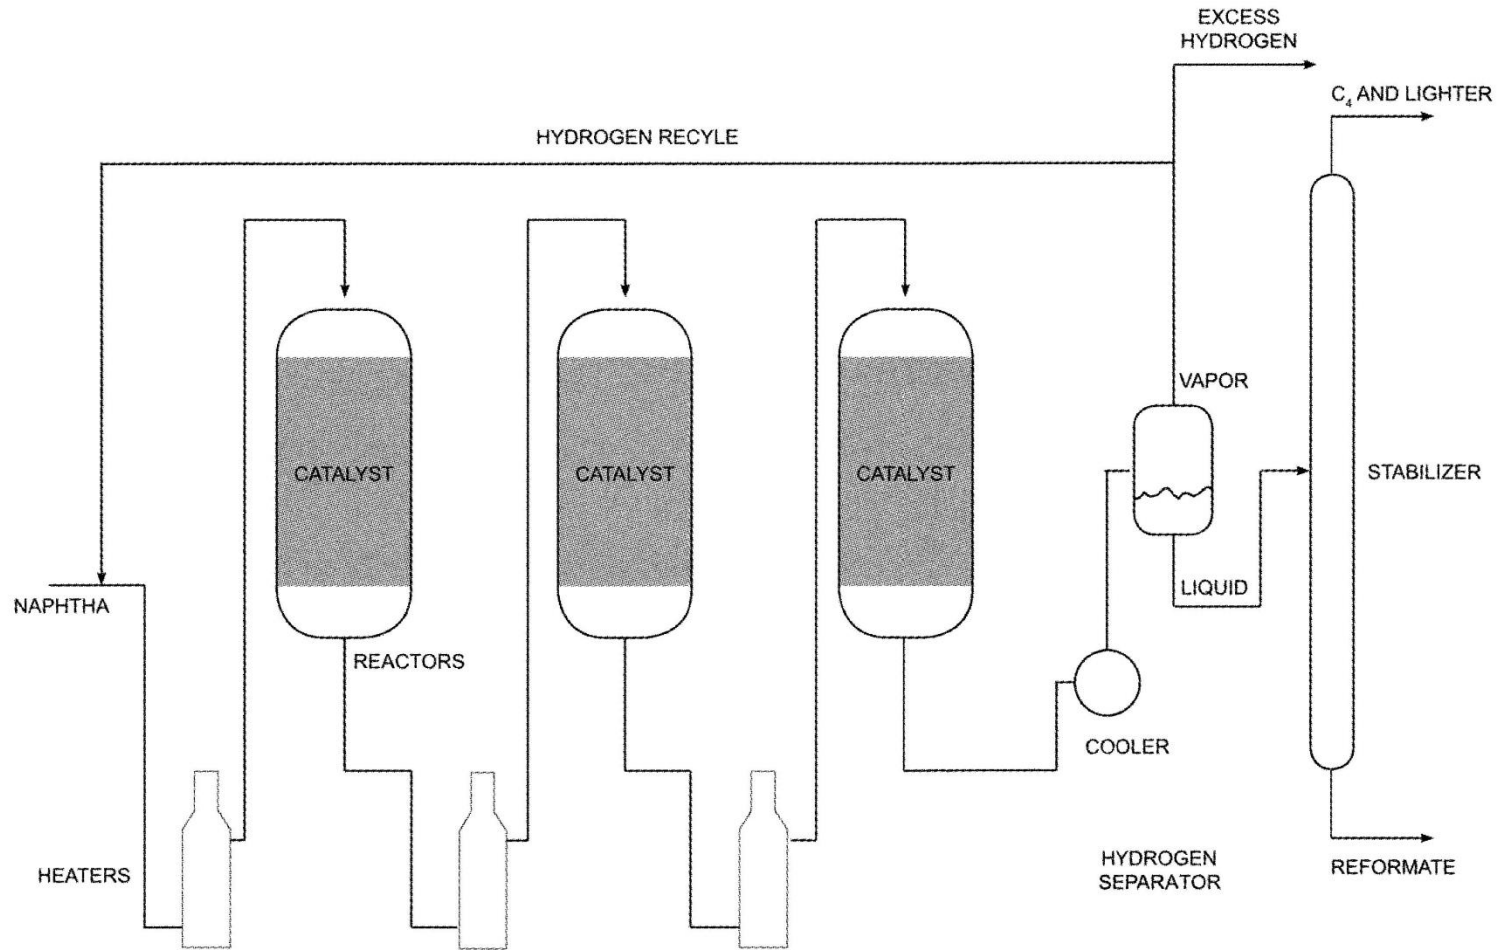 EXCESS
HYDROGEN
C₄ AND LIGHTER
HYDROGEN RECYLE
VAPOR
CATALYST
CATALYST
CATALYST
STABILIZER
NAPHTHA
LIQUID
REACTORS
COOLER
HEATERS
HYDROGEN
SEPARATOR
REFORMATE